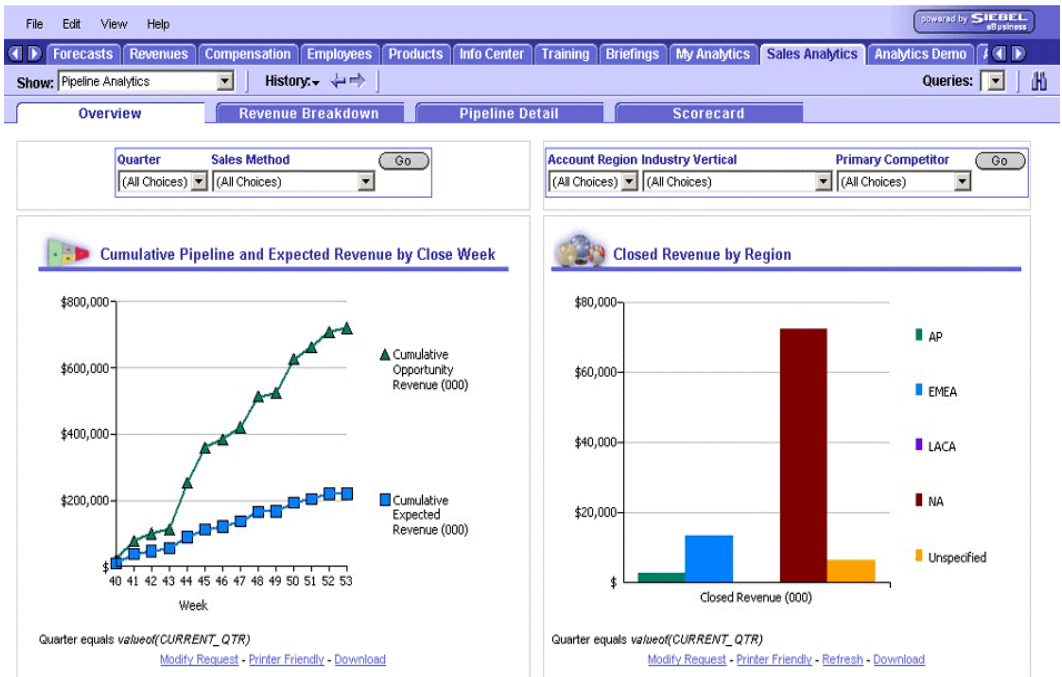 File Edit View Help
powered by SIEBEL eBusiness
Forecasts Revenues Compensation Employees Products Info Center Training Briefings My Analytics Sales Analytics Analytics Demo
Show: Pipeline Analytics History: Queries:
Overview Revenue Breakdown Pipeline Detail Scorecard
Quarter Sales Method Go
(All Choices) (All Choices)
Account Region Industry Vertical Primary Competitor Go
(All Choices) (All Choices) (All Choices)
Cumulative Pipeline and Expected Revenue by Close Week
$800,000
$600,000
$400,000
$200,000
$
40 41 42 43 44 45 46 47 48 49 50 51 52 53
Week
Cumulative
Opportunity
Revenue (000)
Cumulative
Expected
Revenue (000)
Quarter equals valueof(CURRENT_QTR)
Modify Request - Printer Friendly - Download
Closed Revenue by Region
$80,000
$60,000
$40,000
$20,000
$
Closed Revenue (000)
AP
EMEA
LACA
NA
Unspecified
Quarter equals valueof(CURRENT_QTR)
Modify Request - Printer Friendly - Refresh - Download